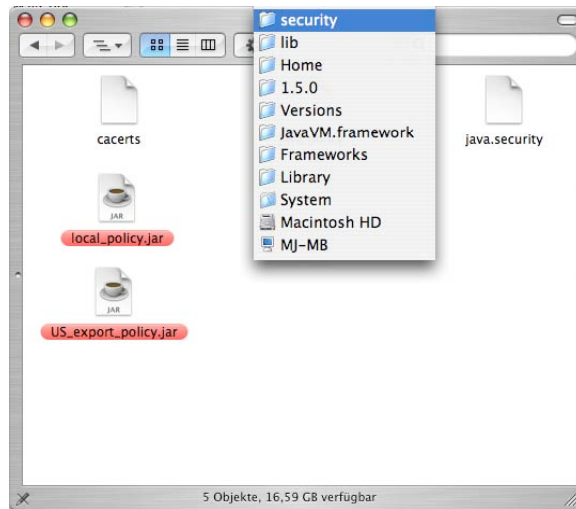 security
lib
Home
1.5.0
Versions
JavaVM.framework
Frameworks
Library
System
Macintosh HD
MJ-MB
cacerts
java.security
JAR
local_policy.jar
JAR
US_export_policy.jar
5 Objekte, 16,59 GB verfügbar